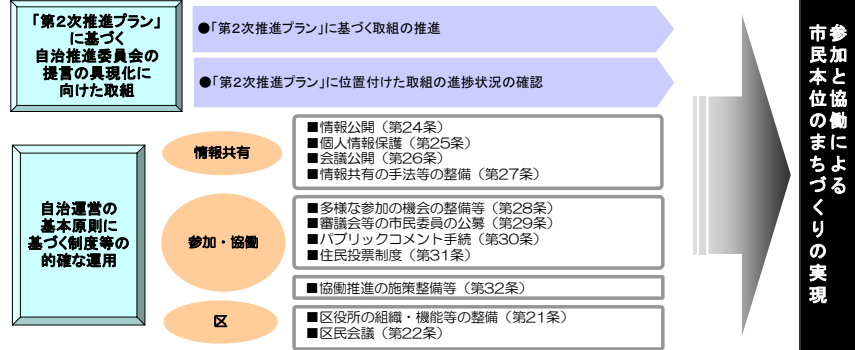 「第2次推進プラン」
に基づく
自治推進委員会の
提言の具現化に
向けた取組
●「第2次推進プラン」に基づく取組の推進
●「第2次推進プラン」に位置付けた取組の進捗状況の確認
自治運営の
基本原則に
基づく制度等の
的確な運用
情報共有
■情報公開（第24条）
■個人情報保護（第25条）
■会議公開（第26条）
■情報共有の手法等の整備（第27条）
参加・協働
■多様な参加の機会の整備等（第28条）
■審議会等の市民委員の公募（第29条）
■パブリックコメント手続（第30条）
■住民投票制度（第31条）
■協働推進の施策整備等（第32条）
区
■区役所の組織・機能等の整備（第21条）
■区民会議（第22条）
参加と協働による
市民本位のまちづくりの実現